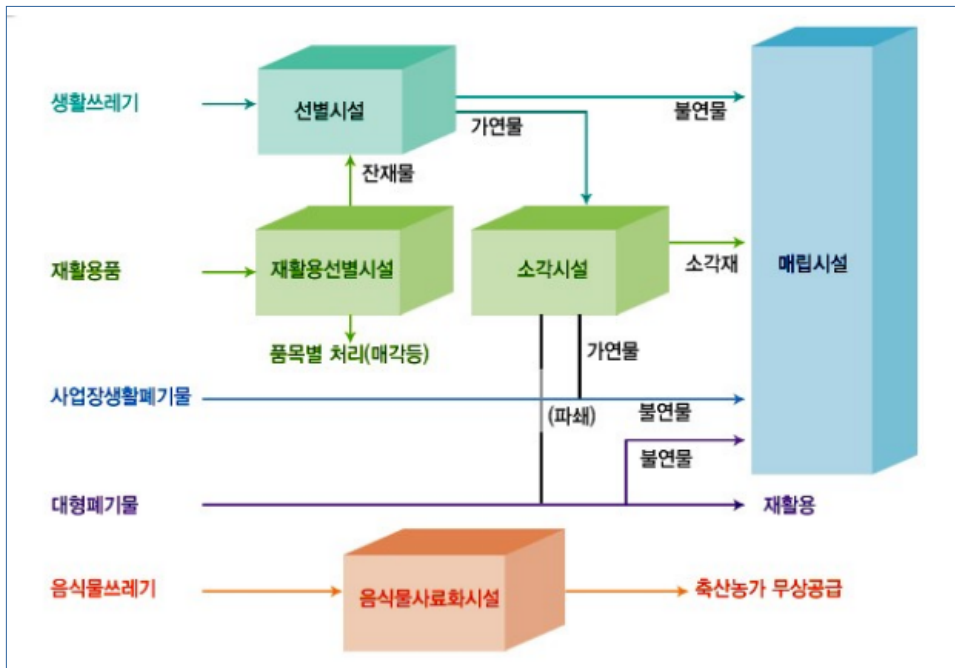 생활쓰레기
선별시설
가연물
불연물
잔재물
재활용품
재활용선별시설
소각시설
소각재
매립시설
품목별 처리(매각등)
가연물
사업장생활폐기물
(파쇄)
불연물
불연물
대형폐기물
재활용
음식물쓰레기
음식물사료화시설
축산농가 무상공급